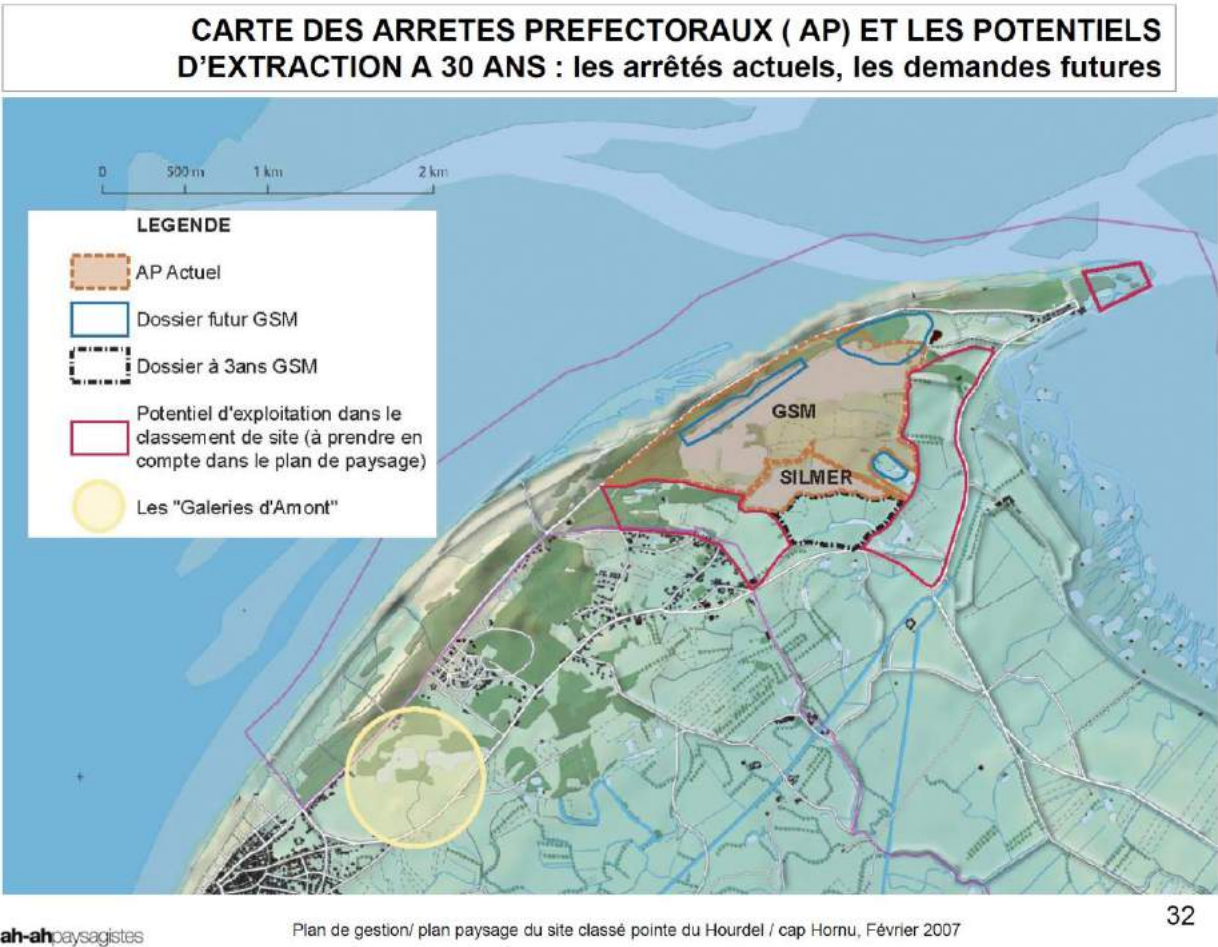 CARTE DES ARRETES PREFECTORAUX ( AP) ET LES POTENTIELS
D'EXTRACTION A 30 ANS : les arrêtés actuels, les demandes futures
0 500 m 1 km 2 km
LEGENDE
AP Actuel
Dossier futur GSM
Dossier à 3ans GSM
Potentiel d'exploitation dans le
classement de site (à prendre en
compte dans le plan de paysage)
Les "Galeries d'Amont"
GSM
SILMER
32
ah-ahpaysagistes
Plan de gestion/ plan paysage du site classé pointe du Hourdel / cap Hornu, Février 2007